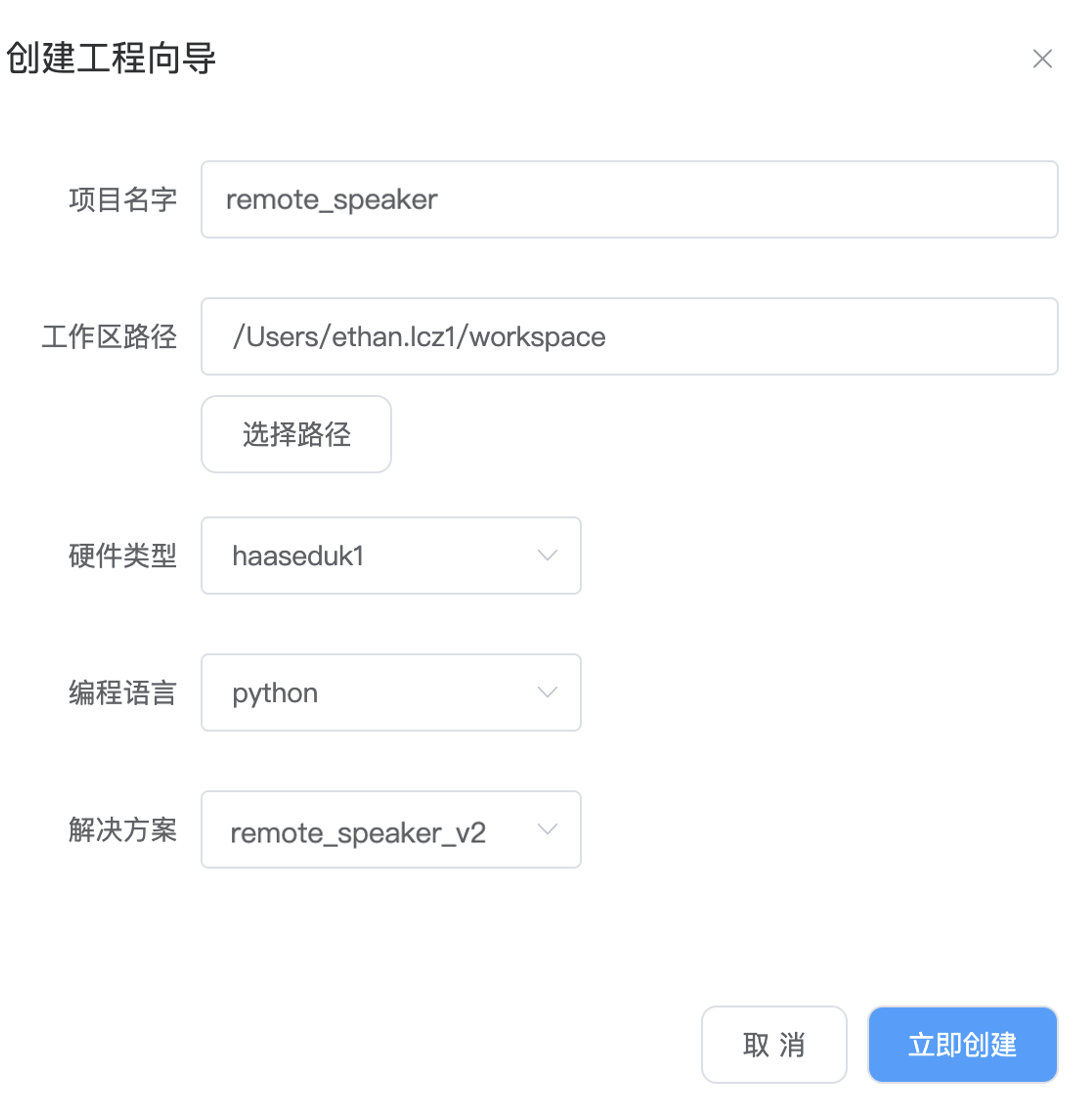 创建工程向导
项目名字 remote_speaker
工作区路径 /Users/ethan.lcz1/workspace
选择路径
硬件类型 haaseduk1
编程语言 python
解决方案 remote_speaker_v2
取 消 立即创建